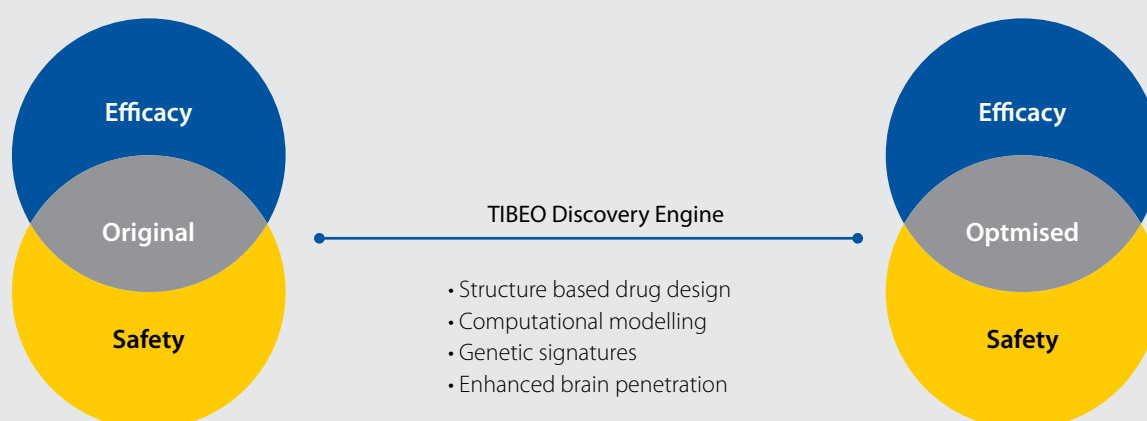 Efficacy
Original
Safety
TIBEO Discovery Engine
• Structure based drug design
• Computational modelling
• Genetic signatures
• Enhanced brain penetration
Efficacy
Optmised
Safety